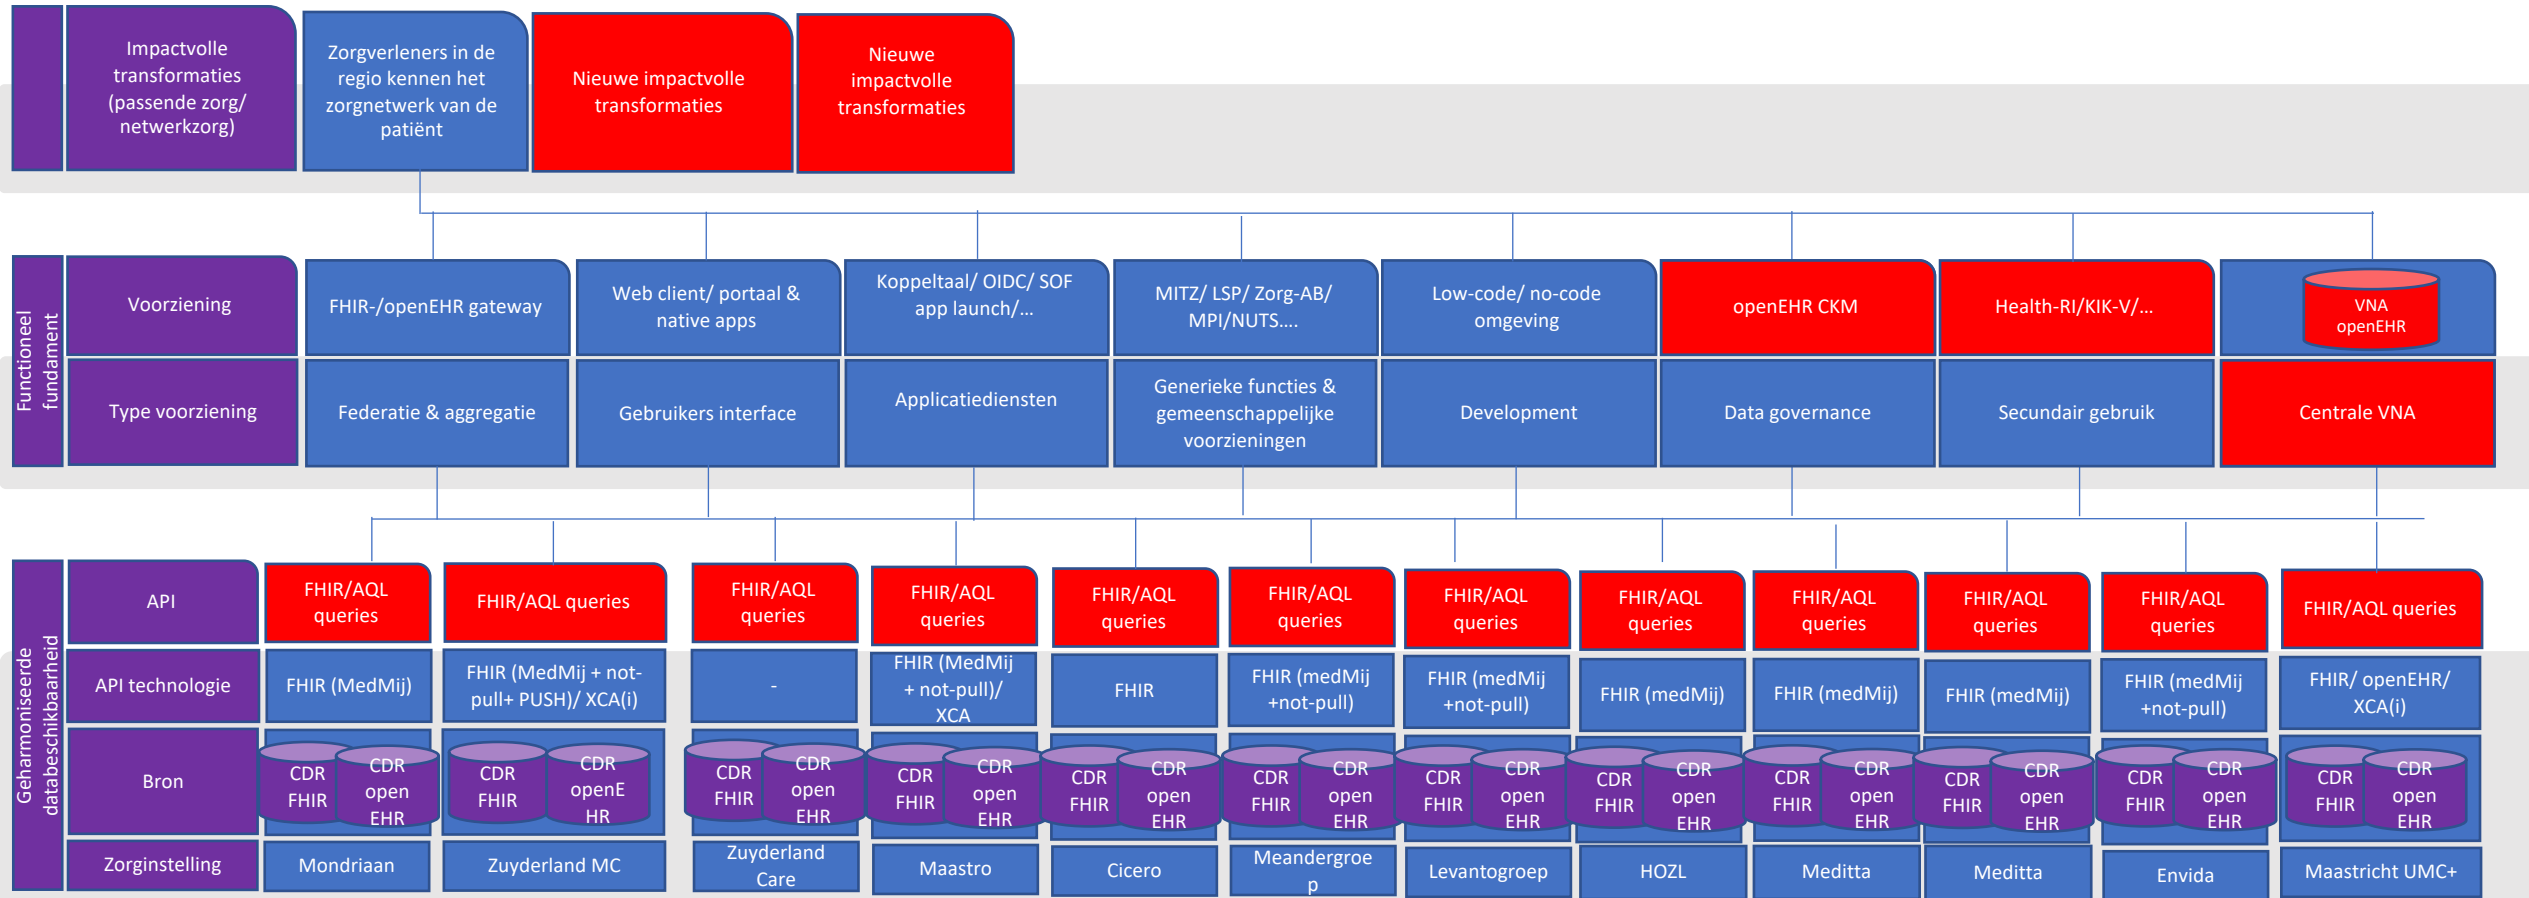 Impactvolle
transformaties
(passende zorg/
netwerkzorg)
Zorgverleners in de
regio kennen het
zorgnetwerk van de
patiënt
Nieuwe impactvolle
transformaties
Nieuwe
impactvolle
transformaties
Functioneel
fundament
Voorziening
FHIR-/openEHR gateway
Web client/ portaal &
native apps
Koppeltaal/ OIDC/ SOF
app launch/...
MITZ/ LSP/ Zorg-AB/
MPI/NUTS....
Low-code/ no-code
omgeving
openEHR CKM
Health-RI/KIK-V/...
VNA
openEHR
Type voorziening
Federatie & aggregatie
Gebruikers interface
Applicatiediensten
Generieke functies &
gemeenschappelijke
voorzieningen
Development
Data governance
Secundair gebruik
Centrale VNA
Geharmoniseerde
databeschikbaarheid
API
FHIR/AQL
queries
FHIR/AQL queries
FHIR/AQL
queries
FHIR/AQL
queries
FHIR/AQL
queries
FHIR/AQL
queries
FHIR/AQL
queries
FHIR/AQL
queries
FHIR/AQL
queries
FHIR/AQL
queries
FHIR/AQL
queries
FHIR/AQL queries
API technologie
FHIR (MedMij)
FHIR (MedMij + not-
pull+ PUSH)/ XCA(i)
-
FHIR (MedMij
+ not-pull)/
XCA
FHIR
FHIR (medMij
+not-pull)
FHIR (medMij
+not-pull)
FHIR (medMij)
FHIR (medMij)
FHIR (medMij)
FHIR (medMij
+not-pull)
FHIR/ openEHR/
XCA(i)
Bron
CDR
FHIR
CDR
open
EHR
CDR
FHIR
CDR
openE
HR
CDR
FHIR
CDR
open
EHR
CDR
FHIR
CDR
open
EHR
CDR
FHIR
CDR
open
EHR
CDR
FHIR
CDR
open
EHR
CDR
FHIR
CDR
open
EHR
CDR
FHIR
CDR
open
EHR
CDR
FHIR
CDR
open
EHR
CDR
FHIR
CDR
open
EHR
CDR
FHIR
CDR
open
EHR
CDR
FHIR
CDR
open
EHR
Zorginstelling
Mondriaan
Zuyderland MC
Zuyderland
Care
Maastro
Cicero
Meandergroe
p
Levantogroep
HOZL
Meditta
Meditta
Envida
Maastricht UMC+